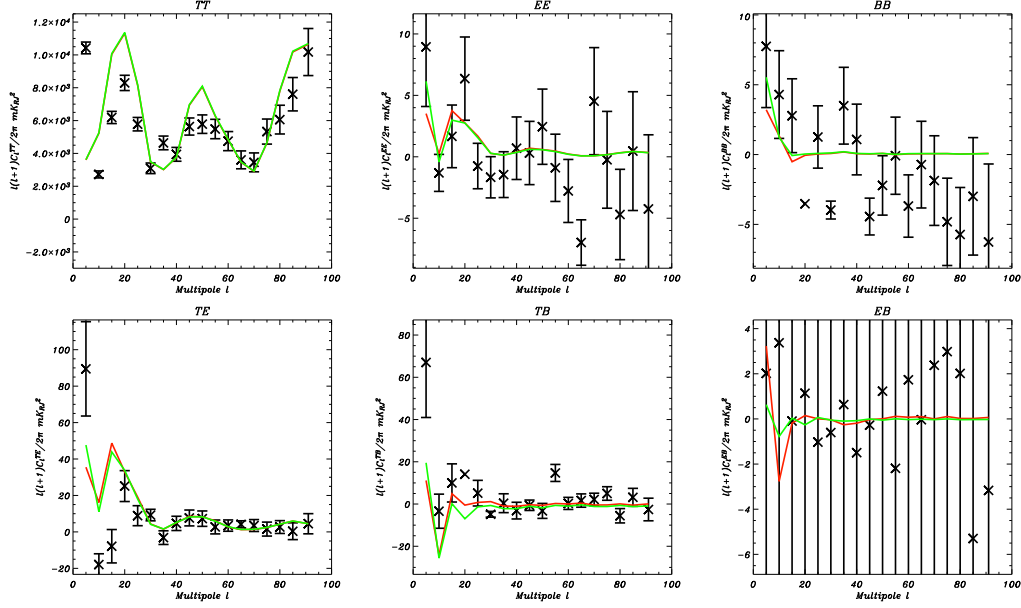 TT
1.2×10⁴
1.0×10⁴
8.0×10³
6.0×10³
4.0×10³
2.0×10³
0
-2.0×10³
l(l+1)C_l^TT/2π mK_RJ²
0 20 40 60 80 100
Multipole l
EE
10
5
0
-5
l(l+1)C_l^EE/2π mK_RJ²
0 20 40 60 80 100
Multipole l
BB
10
5
0
-5
l(l+1)C_l^BB/2π mK_RJ²
0 20 40 60 80 100
Multipole l
TE
100
80
60
40
20
0
-20
l(l+1)C_l^TE/2π mK_RJ²
0 20 40 60 80 100
Multipole l
TB
80
60
40
20
0
-20
l(l+1)C_l^TB/2π mK_RJ²
0 20 40 60 80 100
Multipole l
EB
4
2
0
-2
-4
-6
l(l+1)C_l^EB/2π mK_RJ²
0 20 40 60 80 100
Multipole l